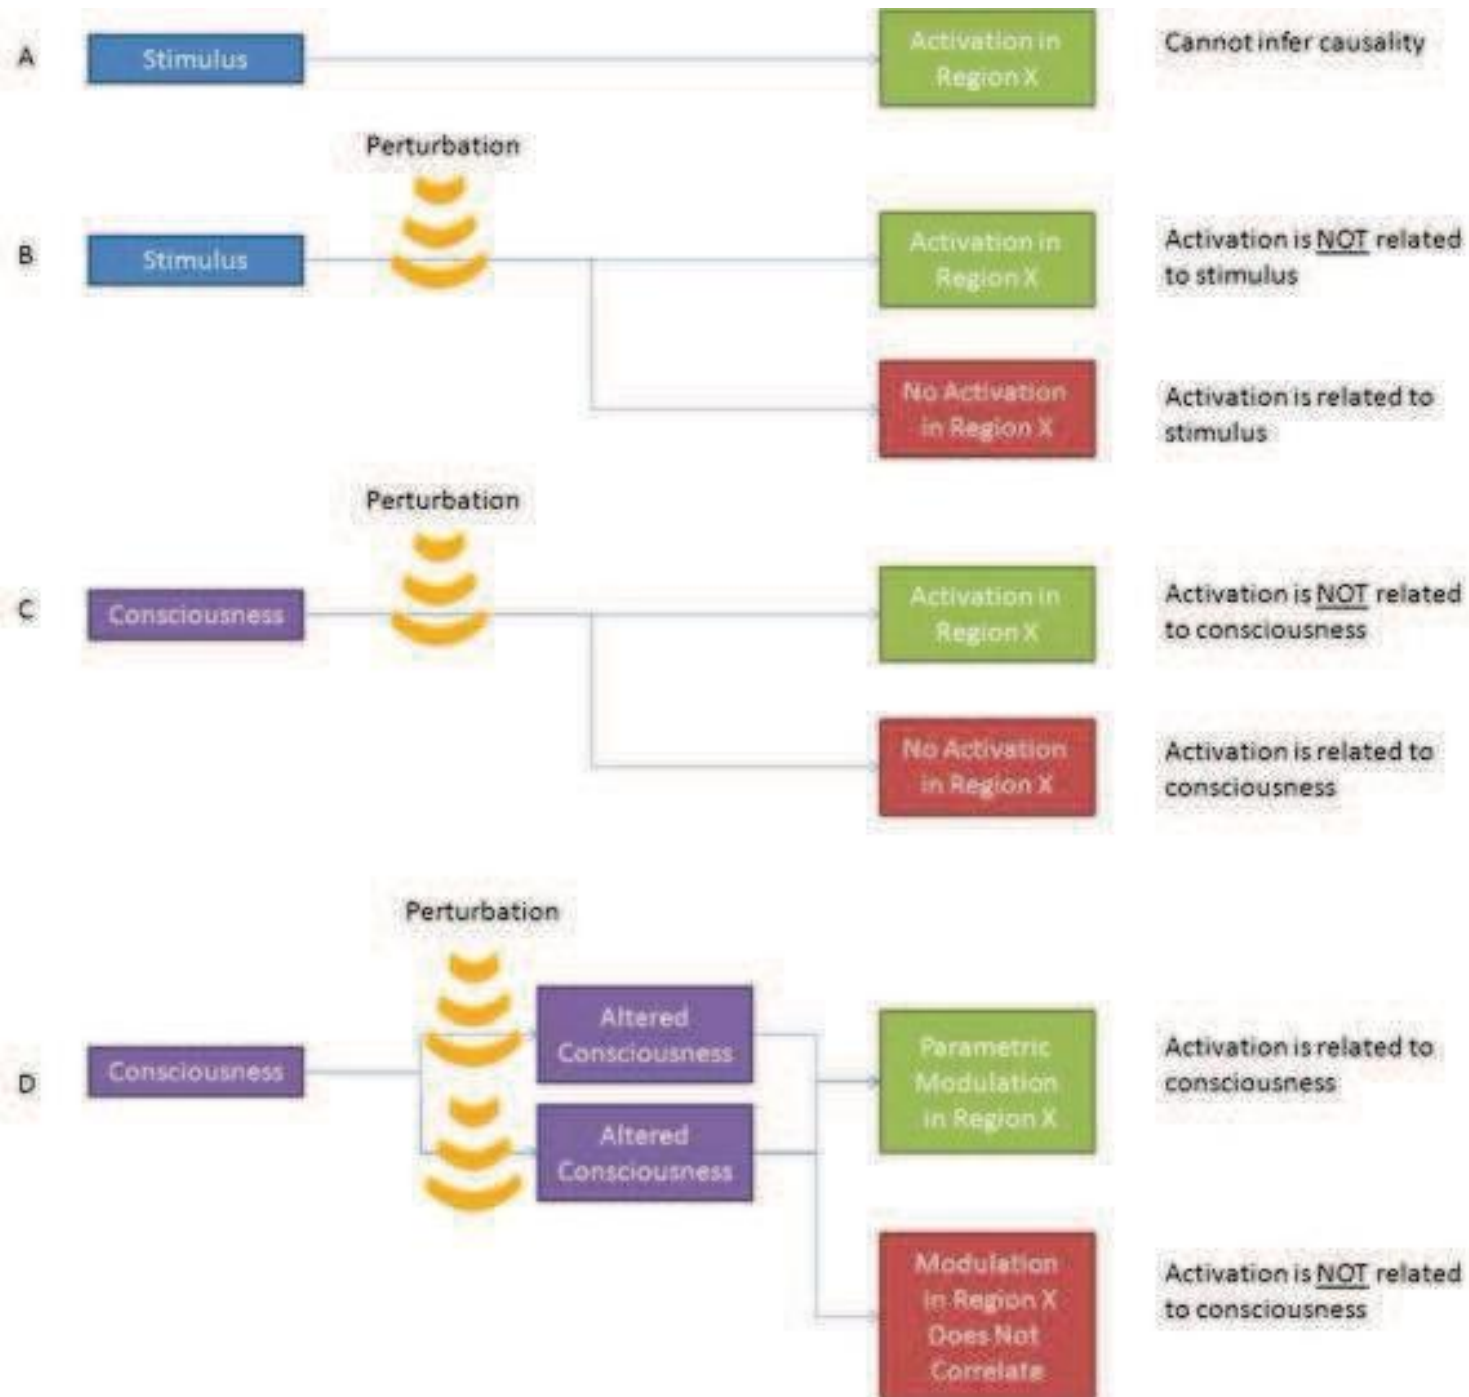 A
Stimulus
Activation in
Region X
Cannot infer causality
Perturbation
B
Stimulus
Activation in
Region X
Activation is NOT related
to stimulus
No Activation
in Region X
Activation is related to
stimulus
Perturbation
C
Consciousness
Activation in
Region X
Activation is NOT related
to consciousness
No Activation
in Region X
Activation is related to
consciousness
Perturbation
D
Consciousness
Altered
Consciousness
Altered
Consciousness
Parametric
Modulation
in Region X
Activation is related to
consciousness
Modulation
in Region X
Does Not
Correlate
Activation is NOT related
to consciousness